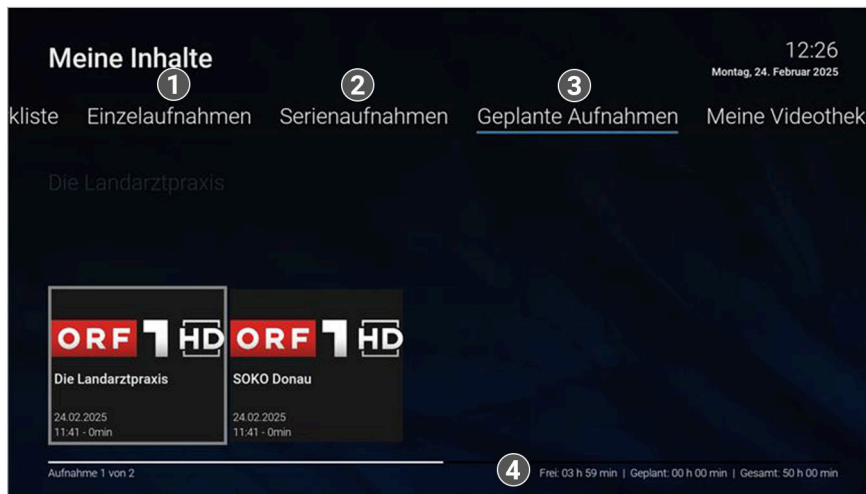 Meine Inhalte
12:26
Montag, 24. Februar 2025
1
2
3
kliste Einzelaufnahmen Serienaufnahmen Geplante Aufnahmen Meine Videothek
Die Landarztpraxis
ORF 1 HD ORF 1 HD
Die Landarztpraxis SOKO Donau
24.02.2025 24.02.2025
11:41 - 0min 11:41 - 0min
Aufnahme 1 von 2
4
Frei: 03 h 59 min | Geplant: 00 h 00 min | Gesamt: 50 h 00 min